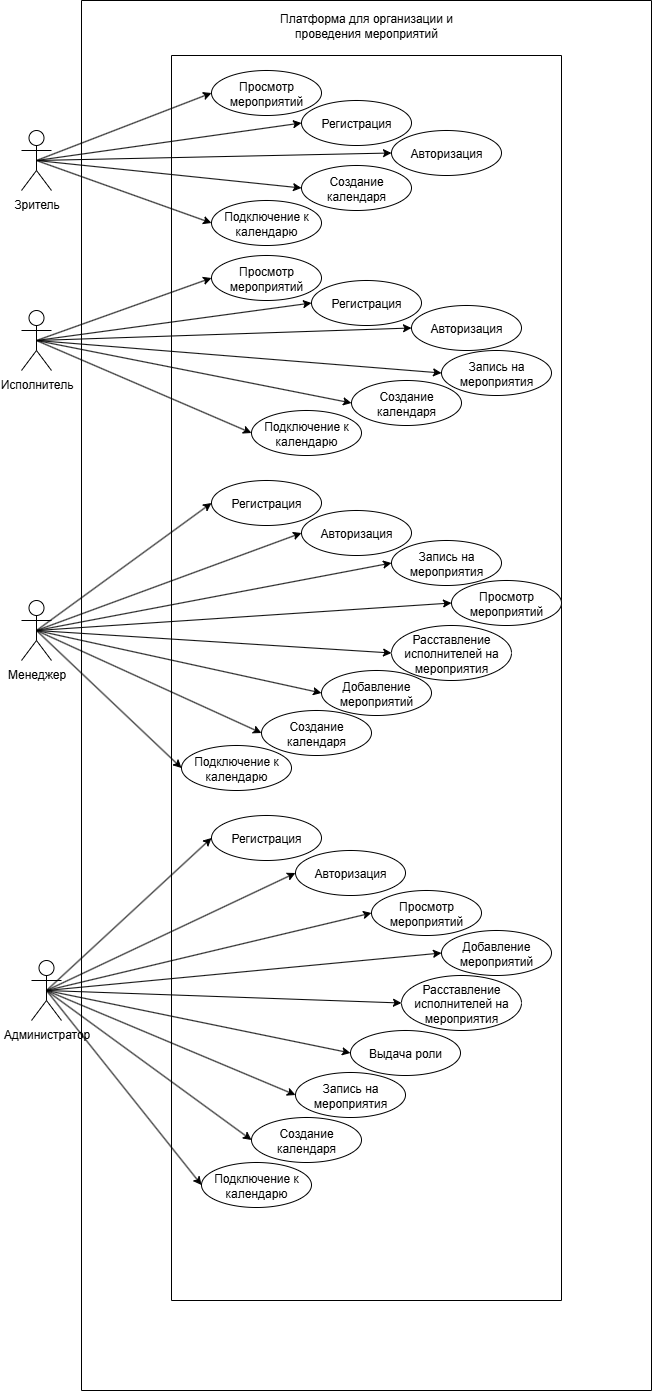 Платформа для организации и
проведения мероприятий
Просмотр
мероприятий
Регистрация
Авторизация
Создание
календаря
Подключение к
календарю
Зритель
Просмотр
мероприятий
Регистрация
Авторизация
Запись на
мероприятия
Создание
календаря
Подключение к
календарю
Исполнитель
Регистрация
Авторизация
Запись на
мероприятия
Просмотр
мероприятий
Расставление
исполнителей на
мероприятия
Добавление
мероприятий
Создание
календаря
Подключение к
календарю
Менеджер
Регистрация
Авторизация
Просмотр
мероприятий
Добавление
мероприятий
Расставление
исполнителей на
мероприятия
Выдача роли
Запись на
мероприятия
Создание
календаря
Подключение к
календарю
Администратор